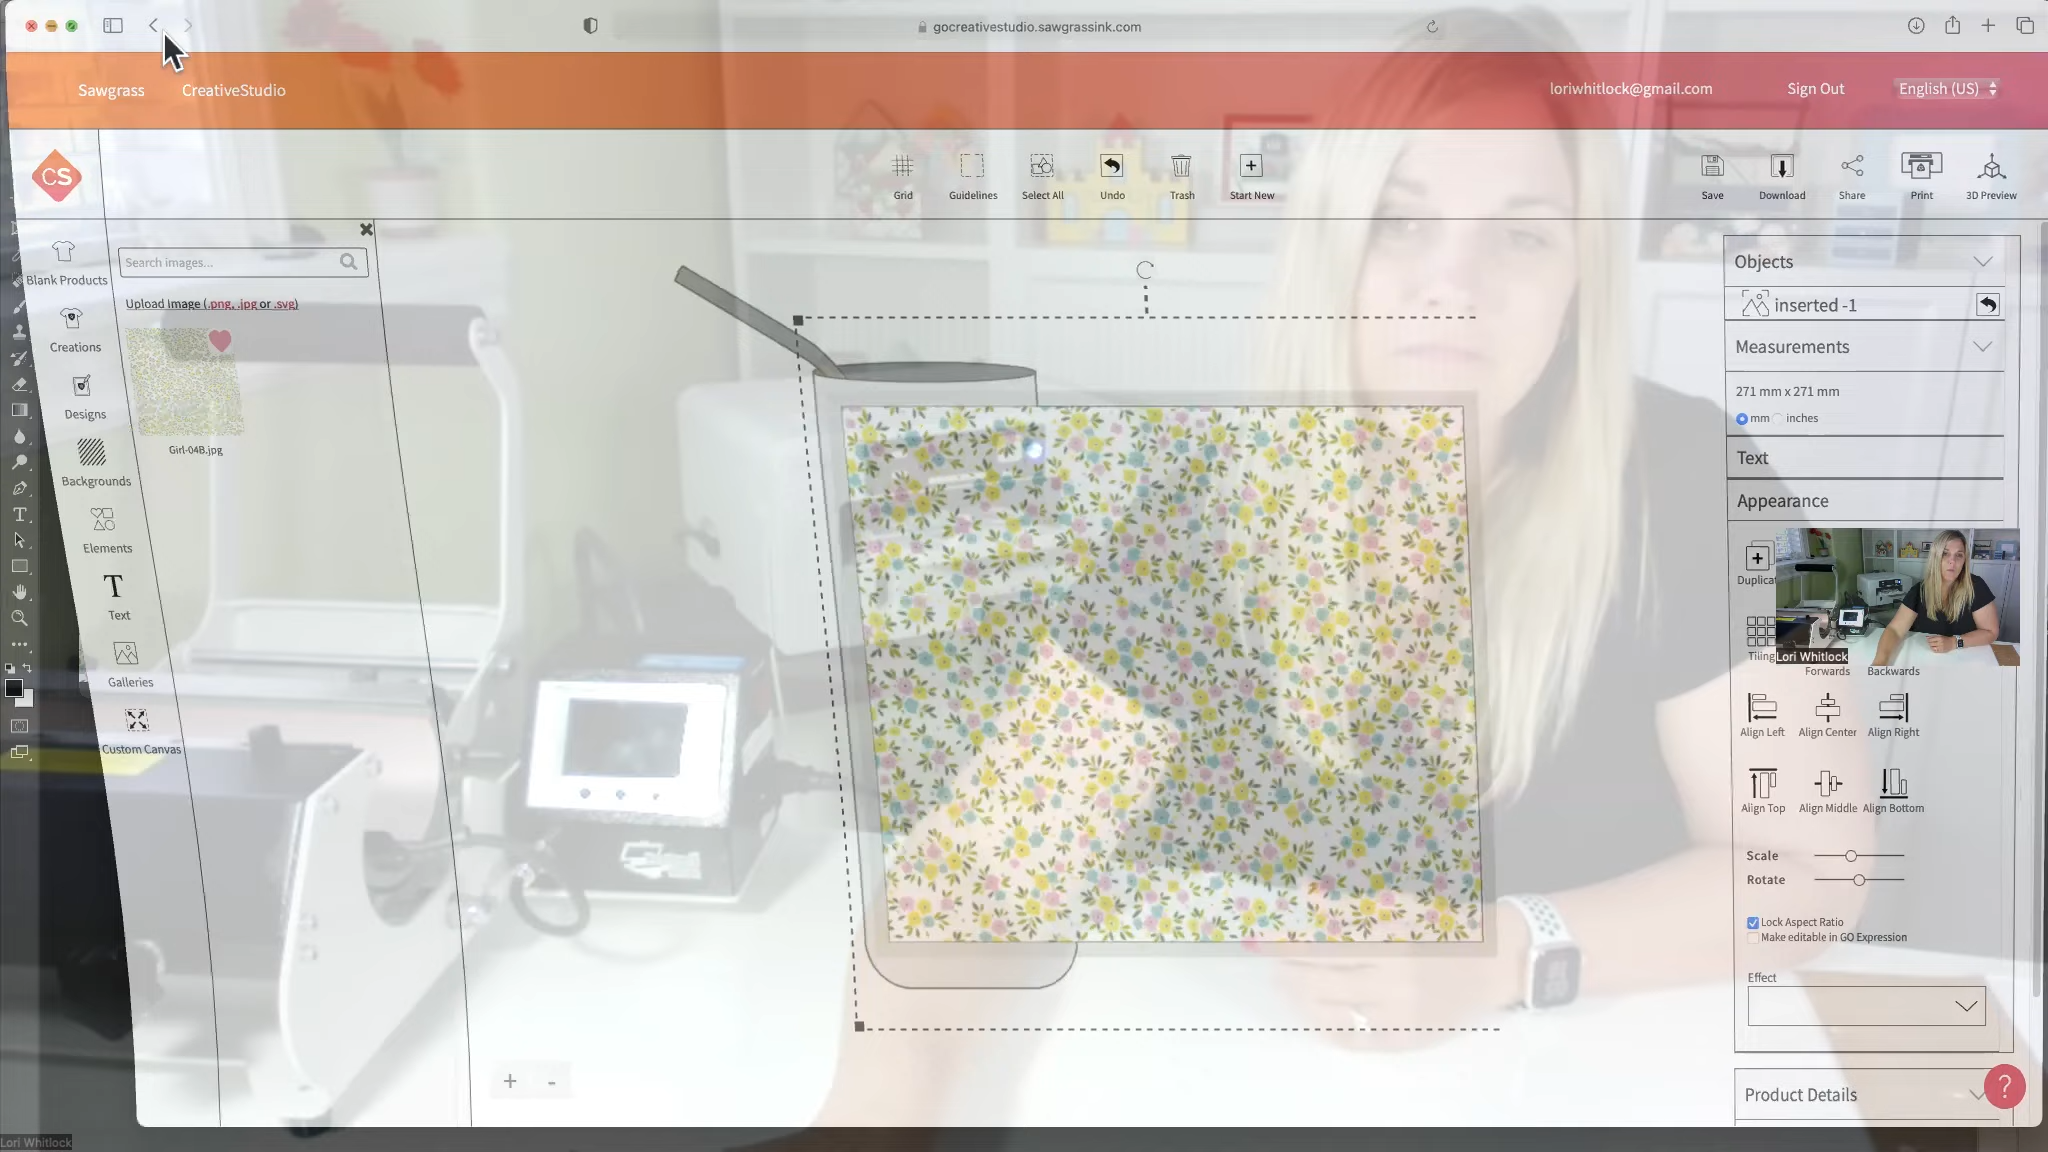 gocreativestudio.sawgrassink.com
Sawgrass
CreativeStudio
loriwhitlock@gmail.com
Sign Out
English (US)
CS
Grid
Guidelines
Select All
Undo
Trash
Start New
Save
Download
Share
Print
3D Preview
Blank Products
Creations
Designs
Backgrounds
Elements
T
Text
Galleries
Custom Canvas
Search images...
Upload Image (.png, .jpg or .svg)
Girl-04B.jpg
Objects
inserted -1
Measurements
271 mm x 271 mm
mm
inches
Text
Appearance
Duplicat
Tiling
Lori Whitlock
Forwards
Backwards
Align Left
Align Center
Align Right
Align Top
Align Middle
Align Bottom
Scale
Rotate
Lock Aspect Ratio
Make editable in GO Expression
Effect
Product Details
?
+
-
Lori Whitlock